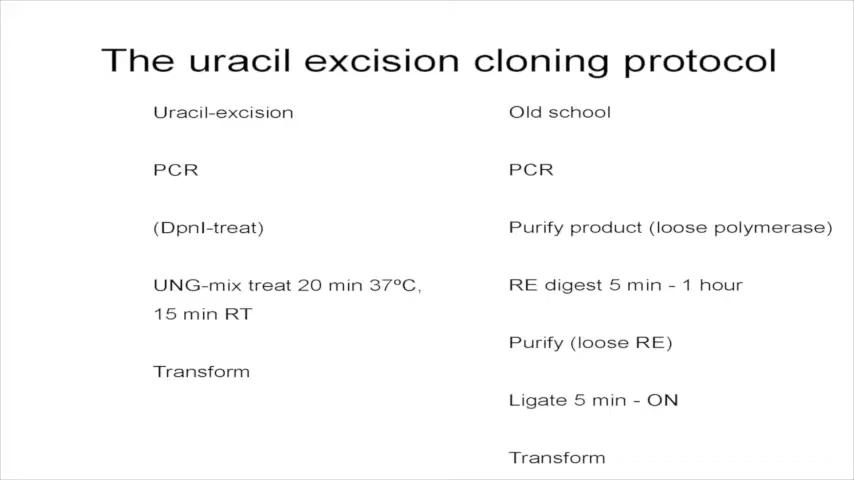 The uracil excision cloning protocol
Uracil-excision
PCR
(DpnI-treat)
UNG-mix treat 20 min 37ºC,
15 min RT
Transform
Old school
PCR
Purify product (loose polymerase)
RE digest 5 min - 1 hour
Purify (loose RE)
Ligate 5 min - ON
Transform